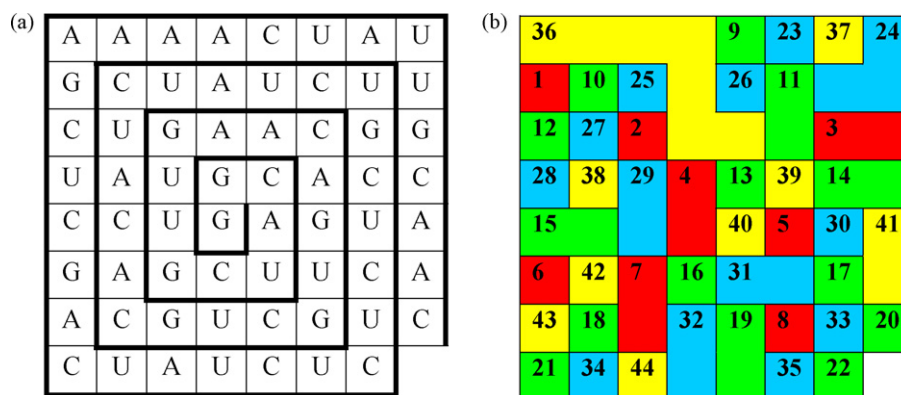 (a)
A A A A C U A U
G C U A U C U U
C U G A A C G G
U A U G C A C C
C C U G A G U A
G A G C U U C A
A C G U C G U C
C U A U C U C
(b)
36 9 23 37 24
1 10 25 26 11
12 27 2 3
28 38 29 4 13 39 14
15 40 5 30 41
6 42 7 16 31 17
43 18 32 19 8 33 20
21 34 44 35 22